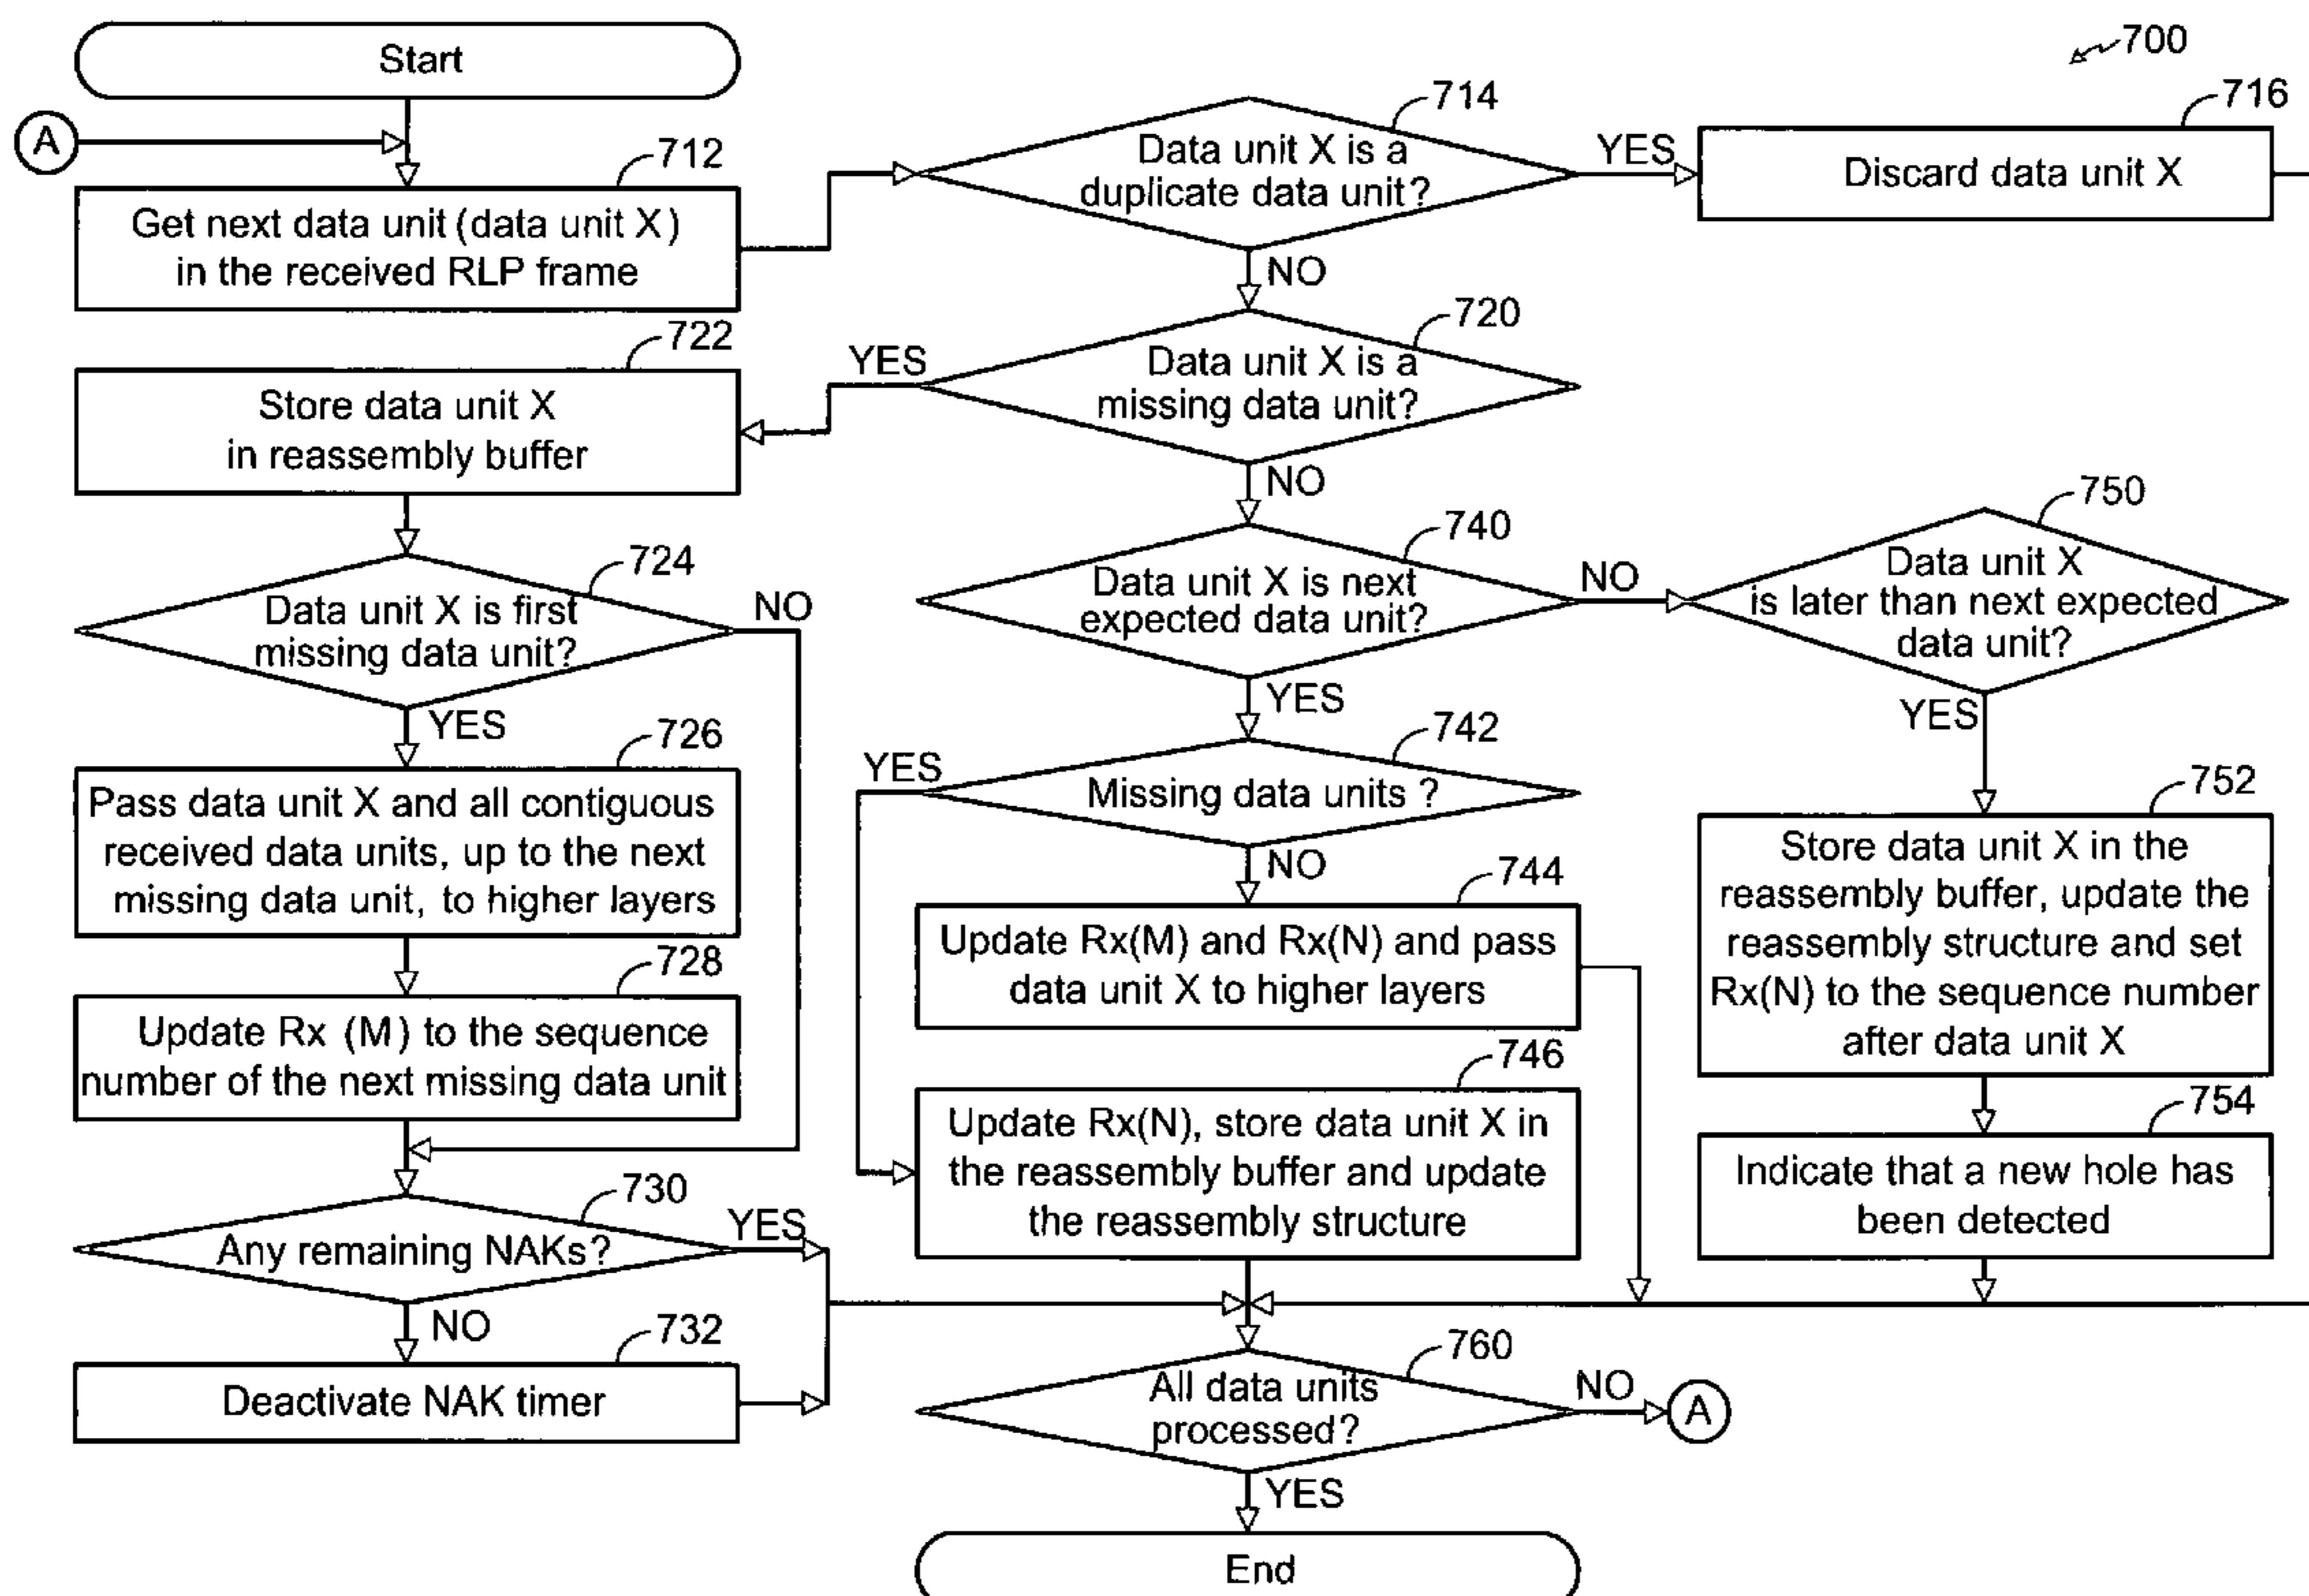 Start
700
A
712
Get next data unit (data unit X)
in the received RLP frame
714
Data unit X is a
duplicate data unit?
YES
NO
716
Discard data unit X
720
Data unit X is a
missing data unit?
YES
NO
722
Store data unit X
in reassembly buffer
724
Data unit X is first
missing data unit?
NO
YES
726
Pass data unit X and all contiguous
received data units, up to the next
missing data unit, to higher layers
728
Update Rx (M) to the sequence
number of the next missing data unit
730
Any remaining NAKs?
YES
NO
732
Deactivate NAK timer
740
Data unit X is next
expected data unit?
NO
YES
742
Missing data units ?
YES
NO
744
Update Rx(M) and Rx(N) and pass
data unit X to higher layers
746
Update Rx(N), store data unit X in
the reassembly buffer and update
the reassembly structure
750
Data unit X
is later than next expected
data unit?
YES
752
Store data unit X in the
reassembly buffer, update the
reassembly structure and set
Rx(N) to the sequence number
after data unit X
754
Indicate that a new hole has
been detected
760
All data units
processed?
NO
A
YES
End